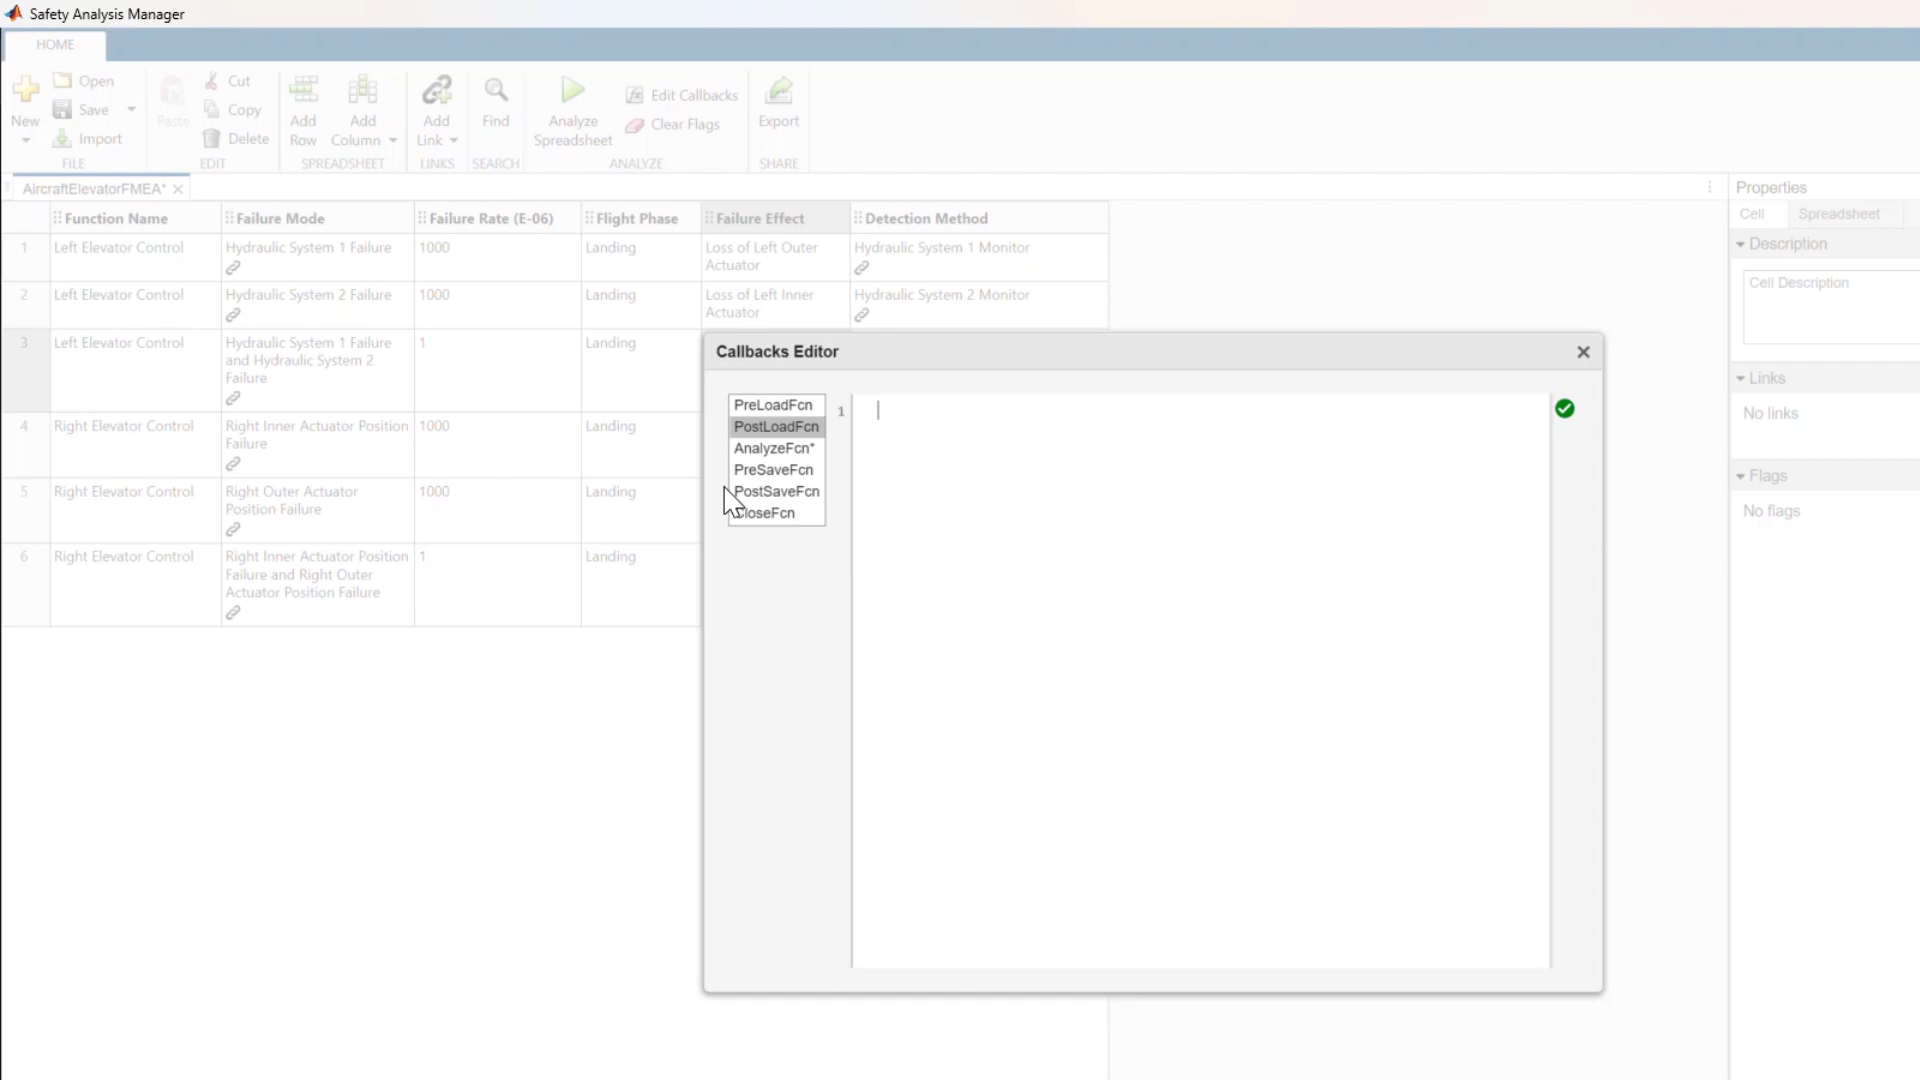 Safety Analysis Manager
HOME
New
Open
Save
Import
FILE
Paste
Cut
Copy
Delete
EDIT
Add
Row
Add
Column
SPREADSHEET
Add
Link
LINKS
Find
SEARCH
Analyze
Spreadsheet
Edit Callbacks
Clear Flags
ANALYZE
Export
SHARE
AircraftElevatorFMEA*
Function Name Failure Mode Failure Rate (E-06) Flight Phase Failure Effect Detection Method
1 Left Elevator Control Hydraulic System 1 Failure 1000 Landing Loss of Left Outer Hydraulic System 1 Monitor
Actuator
2 Left Elevator Control Hydraulic System 2 Failure 1000 Landing Loss of Left Inner Hydraulic System 2 Monitor
Actuator
3 Left Elevator Control Hydraulic System 1 Failure 1 Landing
and Hydraulic System 2
Failure
4 Right Elevator Control Right Inner Actuator Position 1000 Landing
Failure
5 Right Elevator Control Right Outer Actuator 1000 Landing
Position Failure
6 Right Elevator Control Right Inner Actuator Position 1 Landing
Failure and Right Outer
Actuator Position Failure
Callbacks Editor
PreLoadFcn
PostLoadFcn
AnalyzeFcn*
PreSaveFcn
PostSaveFcn
CloseFcn
1
Properties
Cell Spreadsheet
Description
Cell Description
Links
No links
Flags
No flags